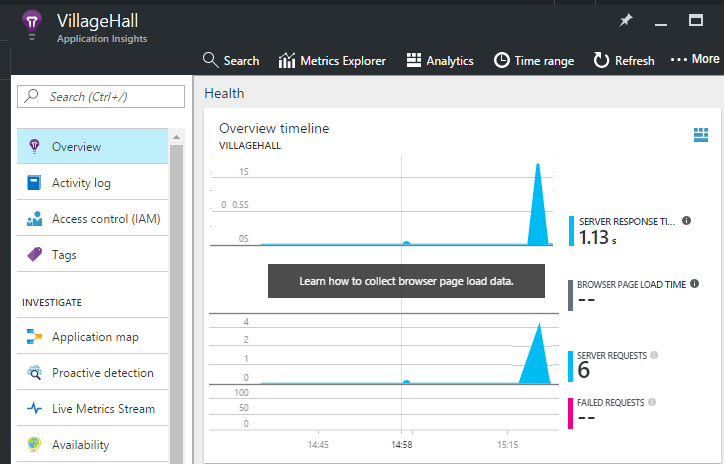 VillageHall
Application Insights
Search
Metrics Explorer
Analytics
Time range
Refresh
More
Search (Ctrl+/)
Overview
Activity log
Access control (IAM)
Tags
INVESTIGATE
Application map
Proactive detection
Live Metrics Stream
Availability
Health
Overview timeline
VILLAGEHALL
1S
0 0.5S
0S
SERVER RESPONSE TI...
1.13 s
Learn how to collect browser page load data.
BROWSER PAGE LOAD TIME
--
4
2
1
0
SERVER REQUESTS
6
100
50
0
FAILED REQUESTS
--
14:45
14:58
15:15